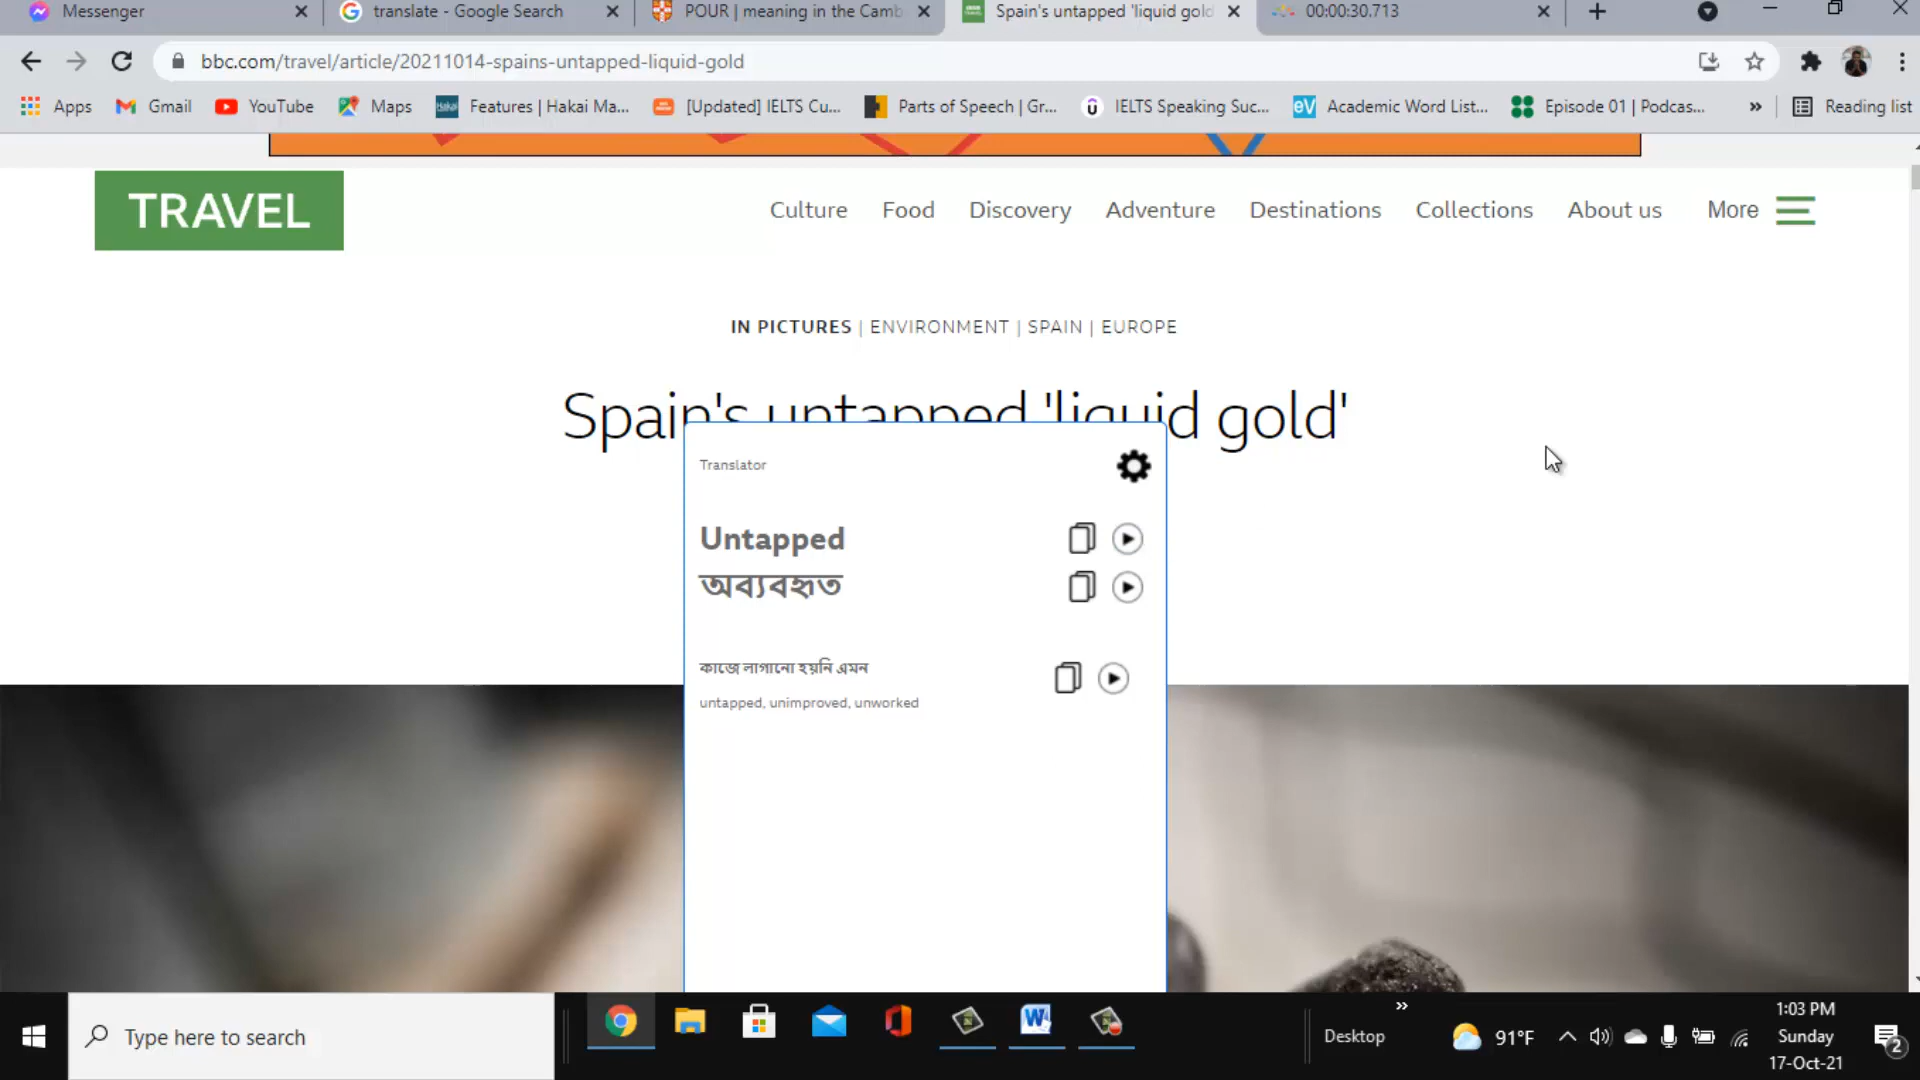 Messenger
translate - Google Search
POUR | meaning in the Camb
Spain's untapped 'liquid gold
00:00:30.713
bbc.com/travel/article/20211014-spains-untapped-liquid-gold
Apps
Gmail
YouTube
Maps
Features | Hakai Ma...
[Updated] IELTS Cu...
Parts of Speech | Gr...
IELTS Speaking Suc...
eV
Academic Word List...
Episode 01 | Podcas...
»
Reading list
TRAVEL
Culture
Food
Discovery
Adventure
Destinations
Collections
About us
More
IN PICTURES | ENVIRONMENT | SPAIN | EUROPE
Spain's untapped 'liquid gold'
Translator
Untapped
অব্যবহৃত
কাজে লাগানো হয়নি এমন
untapped, unimproved, unworked
Type here to search
Desktop
»
91°F
1:03 PM
Sunday
17-Oct-21
2